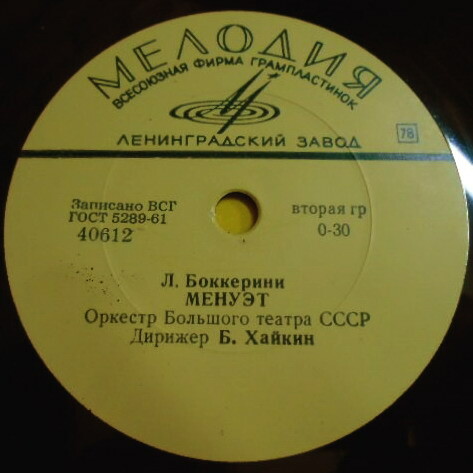 МЕЛОДИЯ
ВСЕСОЮЗНАЯ ФИРМА ГРАМПЛАСТИНОК
ЛЕНИНГРАДСКИЙ ЗАВОД
78
Записано ВСГ
ГОСТ 5289-61
40612
вторая гр
0-30
Л. Боккерини
МЕНУЭТ
Оркестр Большого театра СССР
Дирижер Б. Хайкин